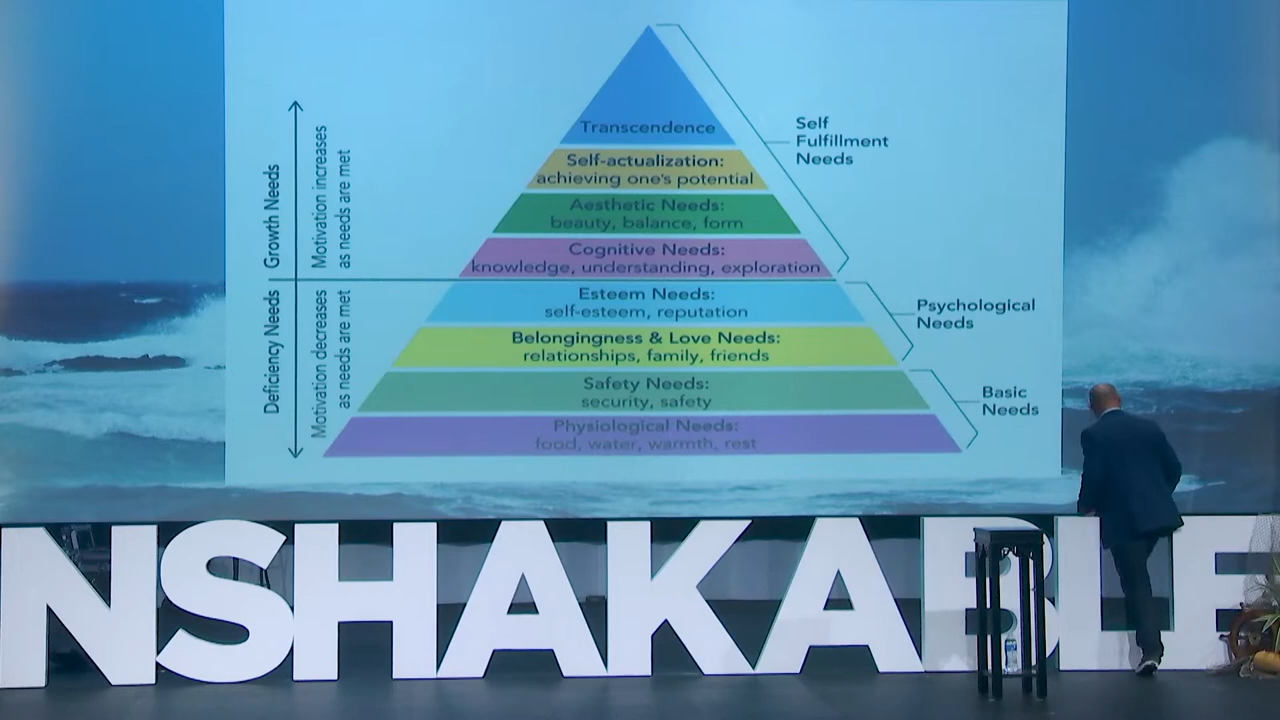 Transcendence
Self-actualization:
achieving one's potential
Aesthetic Needs:
beauty, balance, form
Cognitive Needs:
knowledge, understanding, exploration
Esteem Needs:
self-esteem, reputation
Belongingness & Love Needs:
relationships, family, friends
Safety Needs:
security, safety
Physiological Needs:
food, water, warmth, rest
Self
Fulfillment
Needs
Psychological
Needs
Basic
Needs
Growth Needs
Motivation increases
as needs are met
Deficiency Needs
Motivation decreases
as needs are met
NSHAKABLE